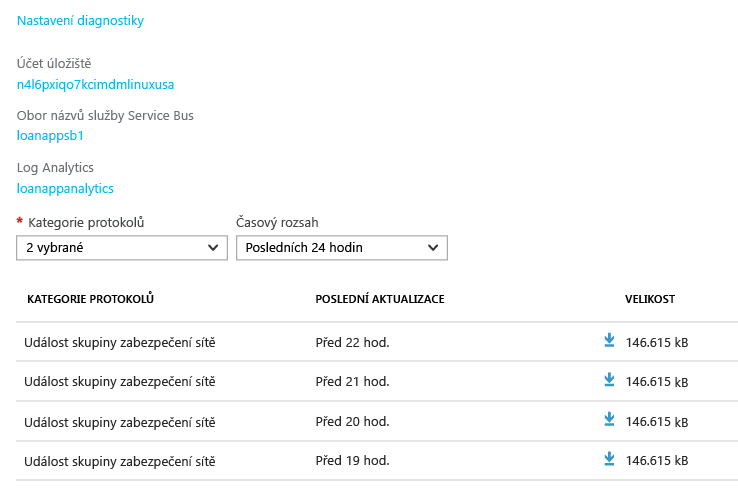 Nastavení diagnostiky
Účet úložiště
n4l6pxiqo7kcimdmlinuxusa
Obor názvů služby Service Bus
loanappsb1
Log Analytics
loanappanalytics
* Kategorie protokolů Časový rozsah
2 vybrané Posledních 24 hodin
KATEGORIE PROTOKOLŮ POSLEDNÍ AKTUALIZACE VELIKOST
Událost skupiny zabezpečení sítě Před 22 hod. 146.615 kB
Událost skupiny zabezpečení sítě Před 21 hod. 146.615 kB
Událost skupiny zabezpečení sítě Před 20 hod. 146.615 kB
Událost skupiny zabezpečení sítě Před 19 hod. 146.615 kB